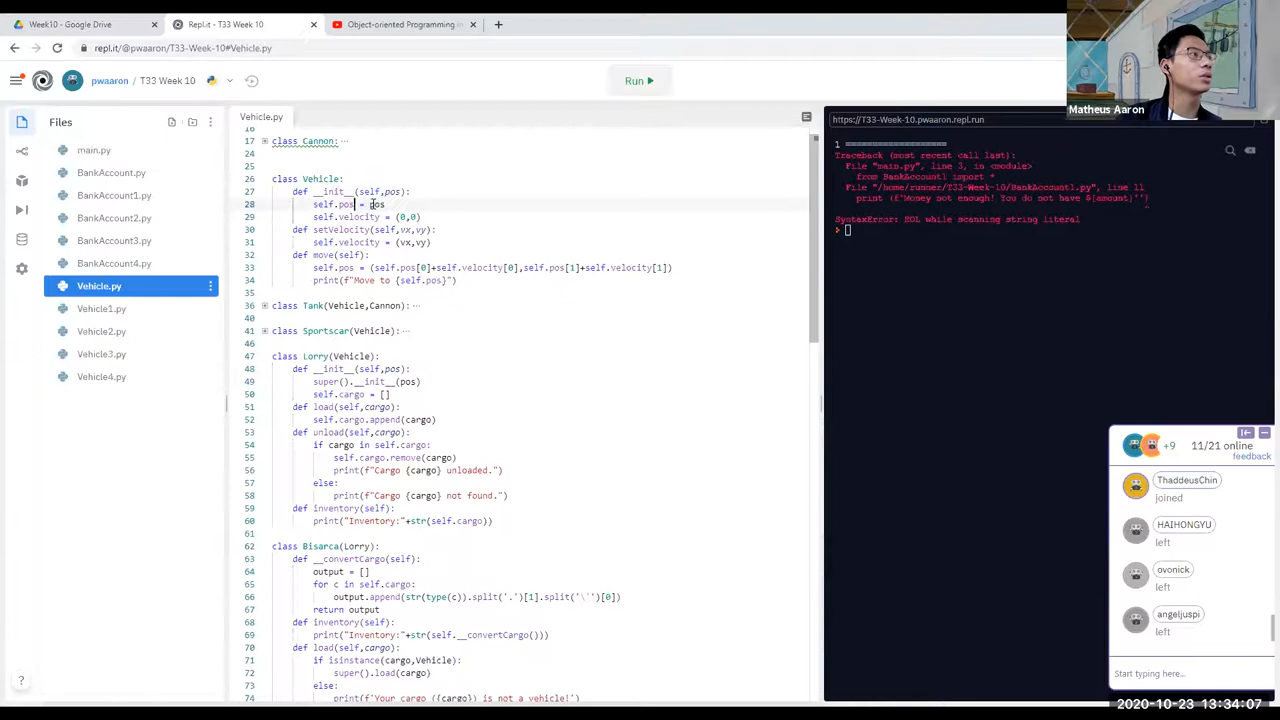 Week10 - Google Drive
Repl.it - T33 Week 10
Object-oriented Programming in
repl.it/@pwaaron/T33-Week-10#Vehicle.py
pwaaron / T33 Week 10
Run
Matheus Aaron
Files
main.py
BankAccount.py
BankAccount1.py
BankAccount2.py
BankAccount3.py
BankAccount4.py
Vehicle.py
Vehicle1.py
Vehicle2.py
Vehicle3.py
Vehicle4.py
?
Vehicle.py
16
17 class Cannon: ···
24
25
26 class Vehicle:
27 def __init__(self,pos):
28 self.pos = pos
29 self.velocity = (0,0)
30 def setVelocity(self,vx,vy):
31 self.velocity = (vx,vy)
32 def move(self):
33 self.pos = (self.pos[0]+self.velocity[0],self.pos[1]+self.velocity[1])
34 print(f"Move to {self.pos}")
35
36 class Tank(Vehicle,Cannon): ···
40
41 class Sportscar(Vehicle): ···
46
47 class Lorry(Vehicle):
48 def __init__(self,pos):
49 super().__init__(pos)
50 self.cargo = []
51 def load(self,cargo):
52 self.cargo.append(cargo)
53 def unload(self,cargo):
54 if cargo in self.cargo:
55 self.cargo.remove(cargo)
56 print(f"Cargo {cargo} unloaded.")
57 else:
58 print(f"Cargo {cargo} not found.")
59 def inventory(self):
60 print("Inventory:"+str(self.cargo))
61
62 class Bisarca(Lorry):
63 def __convertCargo(self):
64 output = []
65 for c in self.cargo:
66 output.append(str(type(c)).split('.')[1].split('\'')[0])
67 return output
68 def inventory(self):
69 print("Inventory:"+str(self.__convertCargo()))
70 def load(self,cargo):
71 if isinstance(cargo,Vehicle):
72 super().load(cargo)
73 else:
74 print(f'Your cargo ({cargo}) is not a vehicle!')
https://T33-Week-10.pwaaron.repl.run
1 ====================
Traceback (most recent call last):
File "main.py", line 3, in <module>
from BankAccount1 import *
File "/home/runner/T33-Week-10/BankAccount1.py", line 11
print (f'Money not enough! You do not have ${amount}"')
^
SyntaxError: EOL while scanning string literal
>
+9
11/21 online
feedback
ThaddeusChin
joined
HAIHONGYU
left
ovonick
left
angeljuspi
left
Start typing here...
2020-10-23 13:34:07